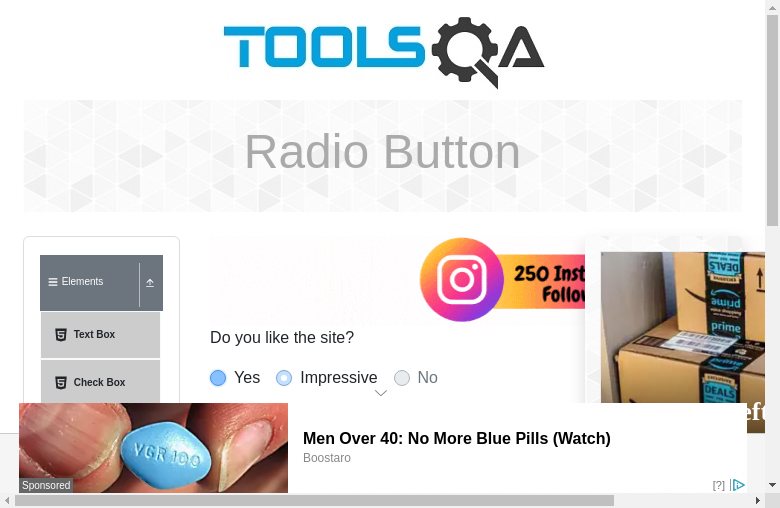 TOOLSQA
Radio Button
Elements
Text Box
Check Box
250 Inst
Follo
Do you like the site?
Yes
Impressive
No
DEALS
prime
DEALS
eft
VGR 100
Sponsored
Men Over 40: No More Blue Pills (Watch)
Boostaro
[?]